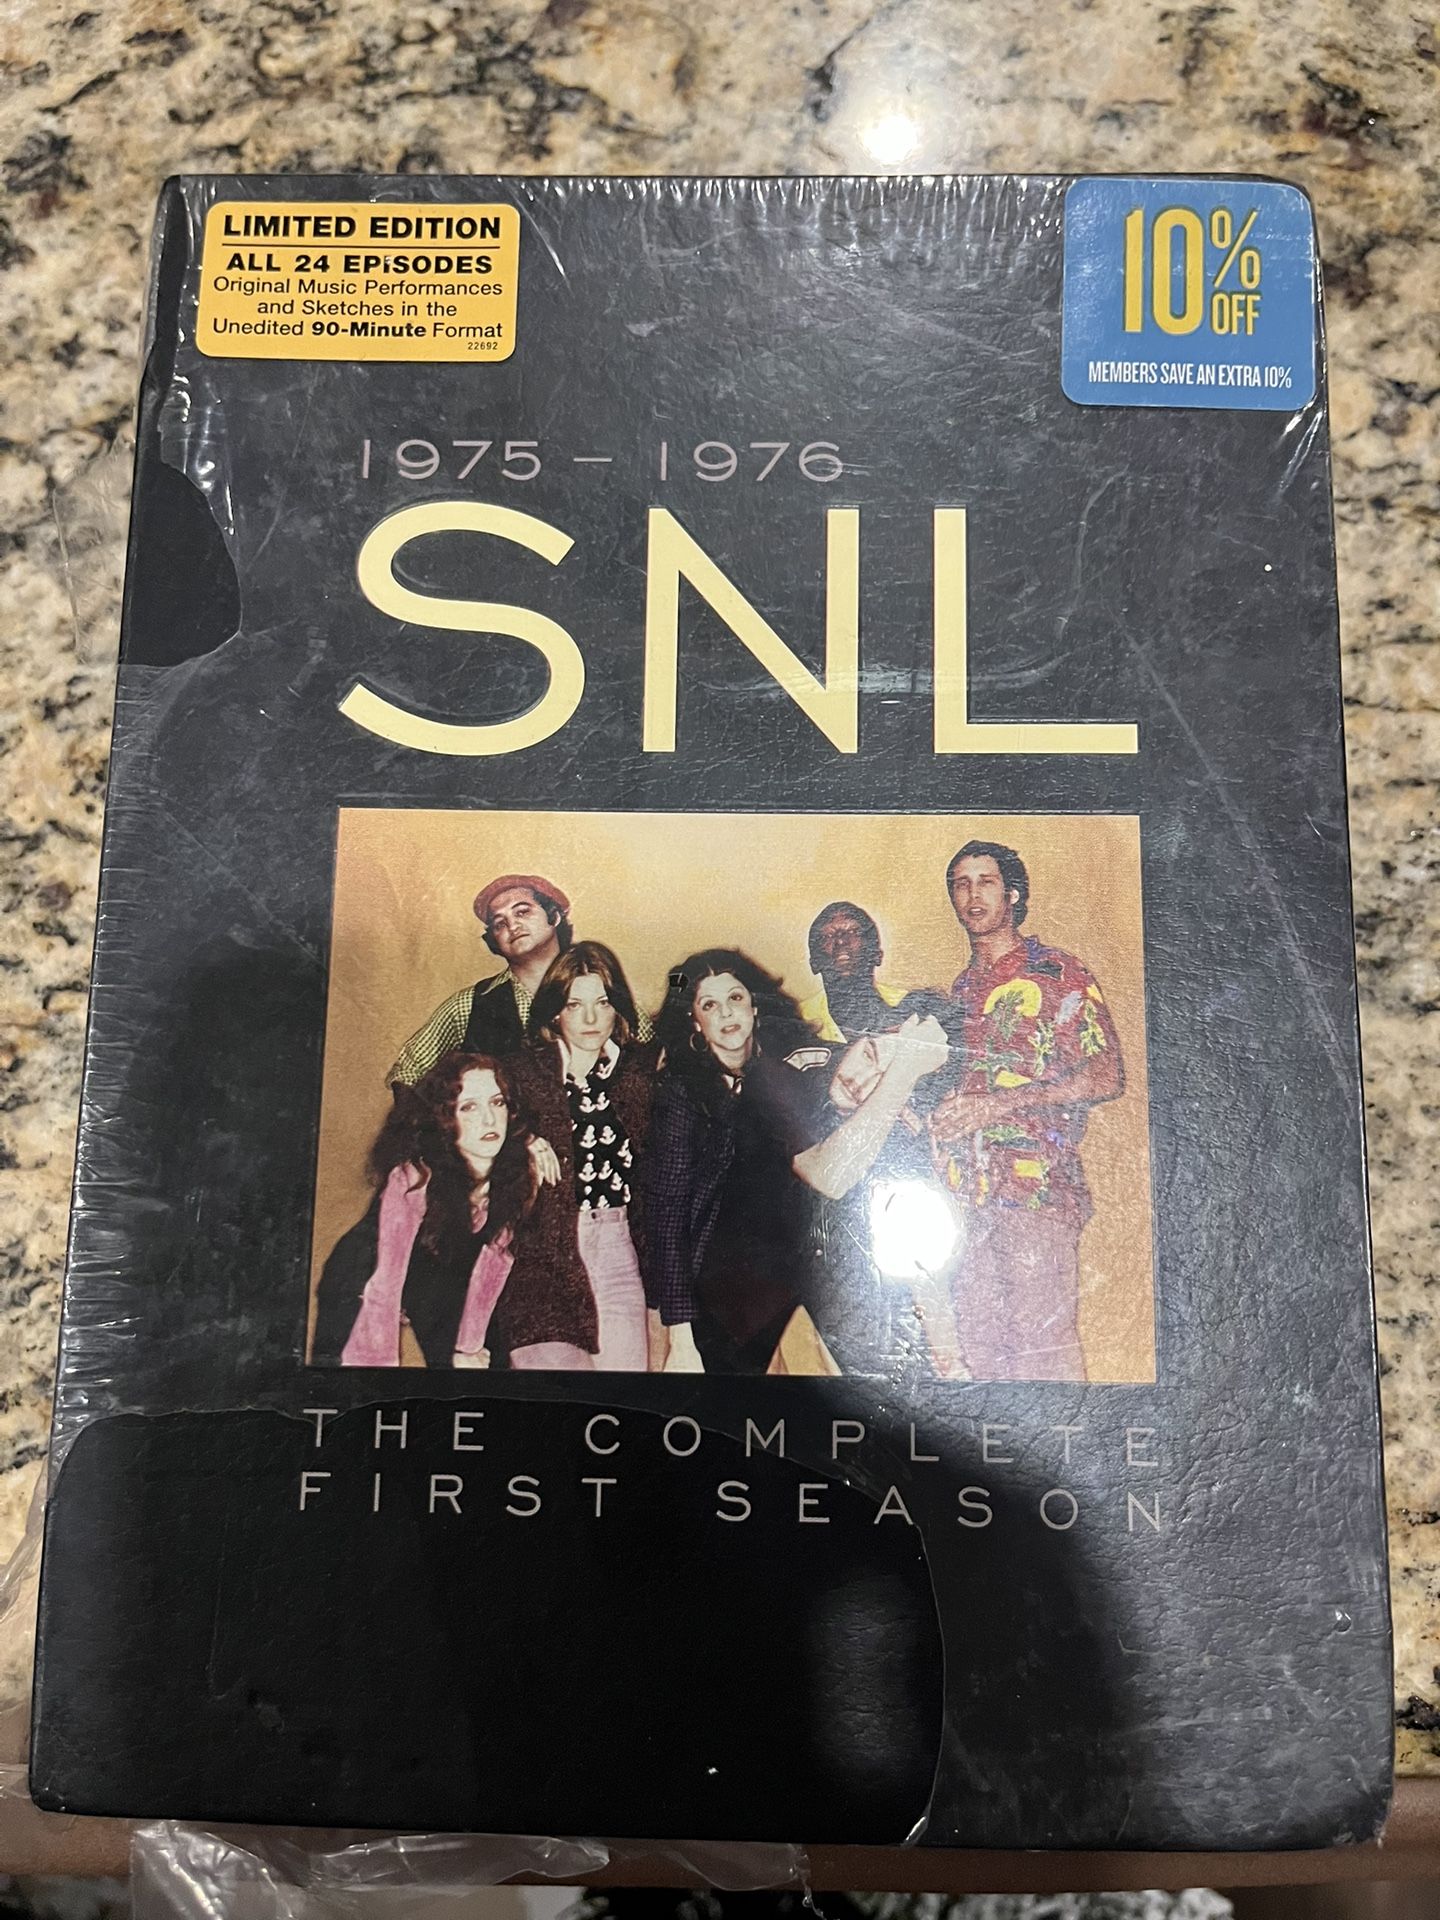 LIMITED EDITION
ALL 24 EPiSODES
Original Music Performances
and Sketches in the
Unedited 90-Minute Format
22692
10% OFF
MEMBERS SAVE AN EXTRA 10%
1975 – 1976
SNL
THE COMPLETE
FIRST SEASON